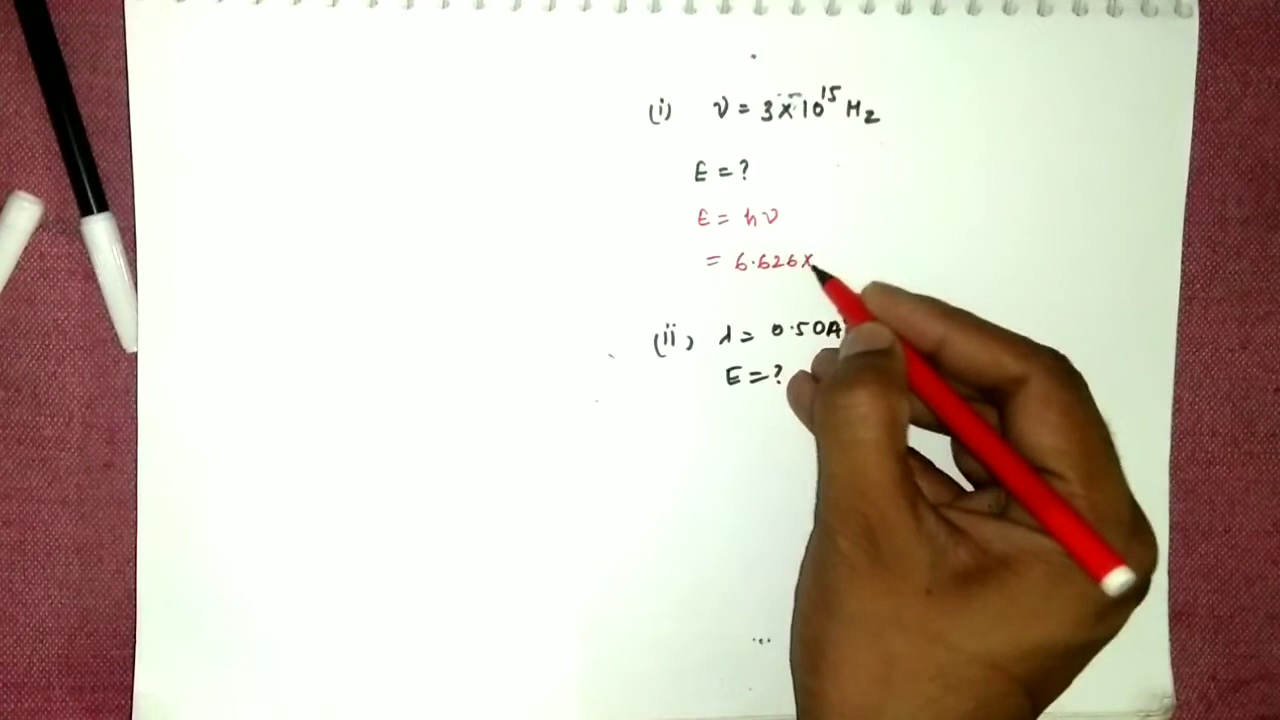 (i) ν = 3×10¹⁵ Hz
E = ?
E = hν
= 6.626×
(ii) λ = 0.50A
E = ?